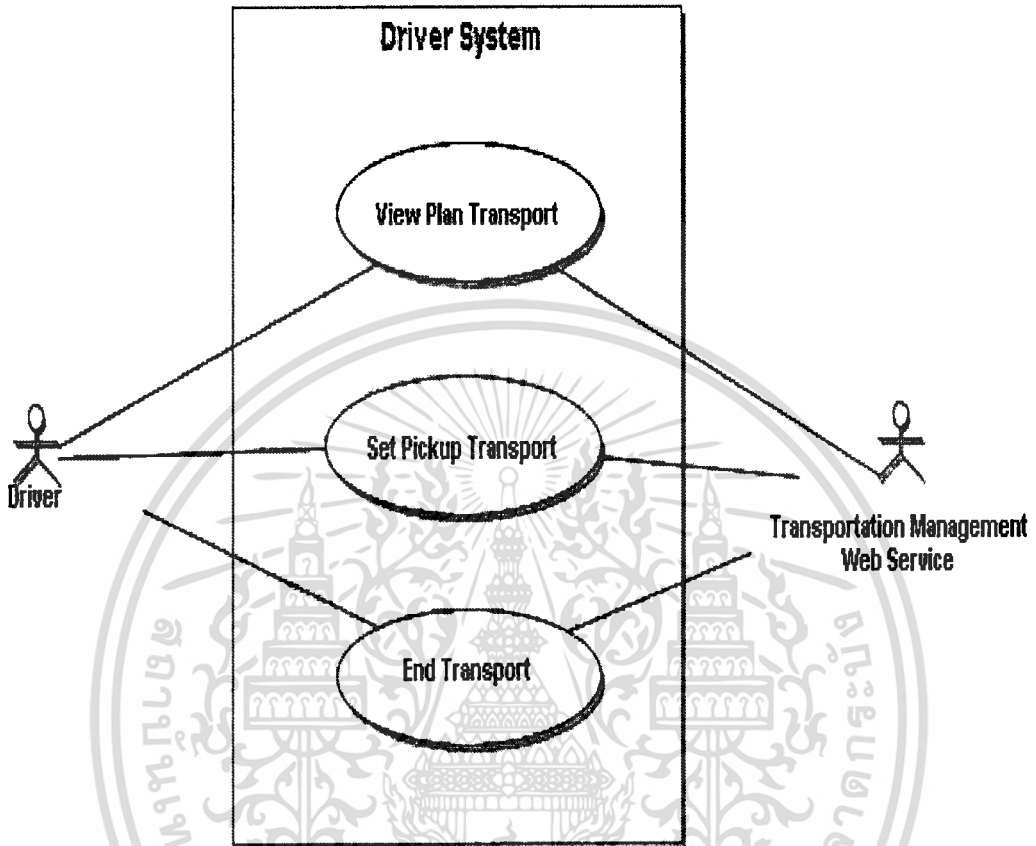 Driver System
View Plan Transport
Set Pickup Transport
Driver
Transportation Management
Web Service
End Transport